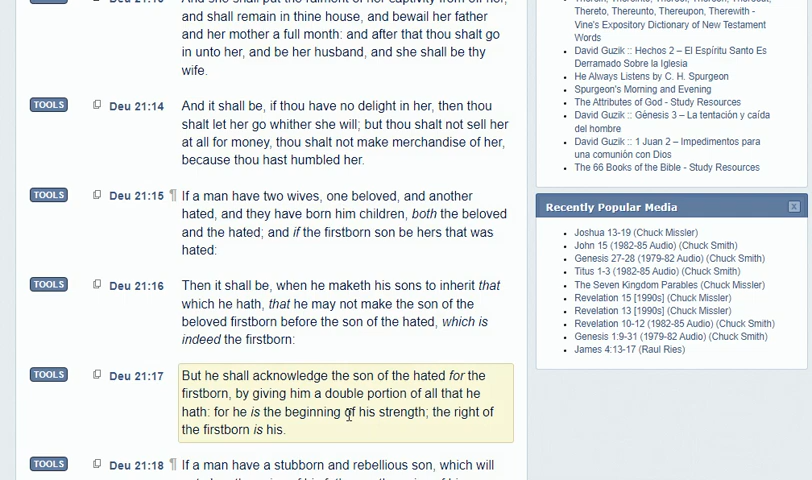 and shall remain in thine house, and bewail her father
and her mother a full month: and after that thou shalt go
in unto her, and be her husband, and she shall be thy
wife.
TOOLS Deu 21:14 And it shall be, if thou have no delight in her, then thou
shalt let her go whither she will; but thou shalt not sell her
at all for money, thou shalt not make merchandise of her,
because thou hast humbled her.
TOOLS Deu 21:15 ¶ If a man have two wives, one beloved, and another
hated, and they have born him children, both the beloved
and the hated; and if the firstborn son be hers that was
hated:
TOOLS Deu 21:16 Then it shall be, when he maketh his sons to inherit that
which he hath, that he may not make the son of the
beloved firstborn before the son of the hated, which is
indeed the firstborn:
TOOLS Deu 21:17 But he shall acknowledge the son of the hated for the
firstborn, by giving him a double portion of all that he
hath: for he is the beginning of his strength; the right of
the firstborn is his.
TOOLS Deu 21:18 ¶ If a man have a stubborn and rebellious son, which will
Thereto, Thereunto, Thereupon, Therewith -
Vine's Expository Dictionary of New Testament
Words
David Guzik :: Hechos 2 – El Espíritu Santo Es
Derramado Sobre la Iglesia
He Always Listens by C. H. Spurgeon
Spurgeon's Morning and Evening
The Attributes of God - Study Resources
David Guzik :: Génesis 3 – La tentación y caída
del hombre
David Guzik :: 1 Juan 2 – Impedimentos para
una comunión con Dios
The 66 Books of the Bible - Study Resources
Recently Popular Media
Joshua 13-19 (Chuck Missler)
John 15 (1982-85 Audio) (Chuck Smith)
Genesis 27-28 (1979-82 Audio) (Chuck Smith)
Titus 1-3 (1982-85 Audio) (Chuck Smith)
The Seven Kingdom Parables (Chuck Missler)
Revelation 15 [1990s] (Chuck Missler)
Revelation 13 [1990s] (Chuck Missler)
Revelation 10-12 (1982-85 Audio) (Chuck Smith)
Genesis 1:9-31 (1979-82 Audio) (Chuck Smith)
James 4:13-17 (Raul Ries)